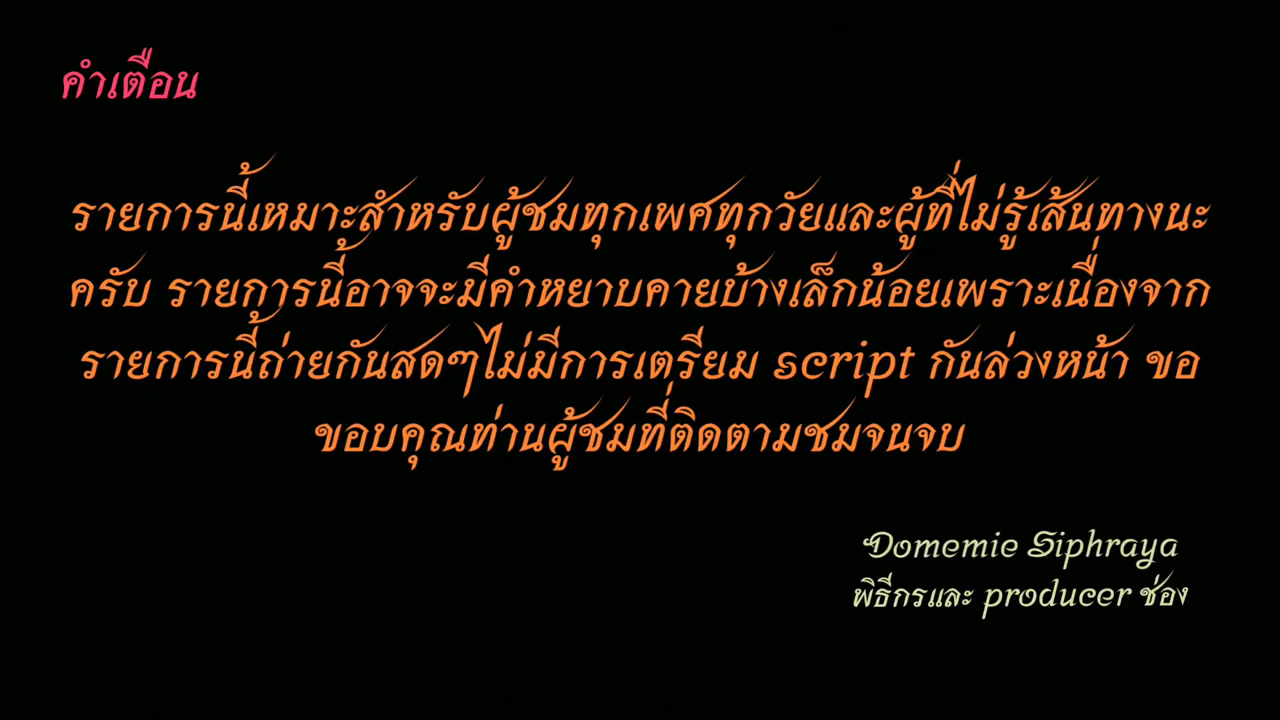 คำเตือน
รายการนี้เหมาะสำหรับผู้ชมทุกเพศทุกวัยและผู้ที่ไม่รู้เส้นทางนะ
ครับ รายการนี้อาจจะมีคำหยาบคายบ้างเล็กน้อยเพราะเนื่องจาก
รายการนี้ถ่ายกันสดๆไม่มีการเตรียม script กันล่วงหน้า ขอ
ขอบคุณท่านผู้ชมที่ติดตามชมจนจบ
Domemie Siphraya
พิธีกรและ producer ช่อง